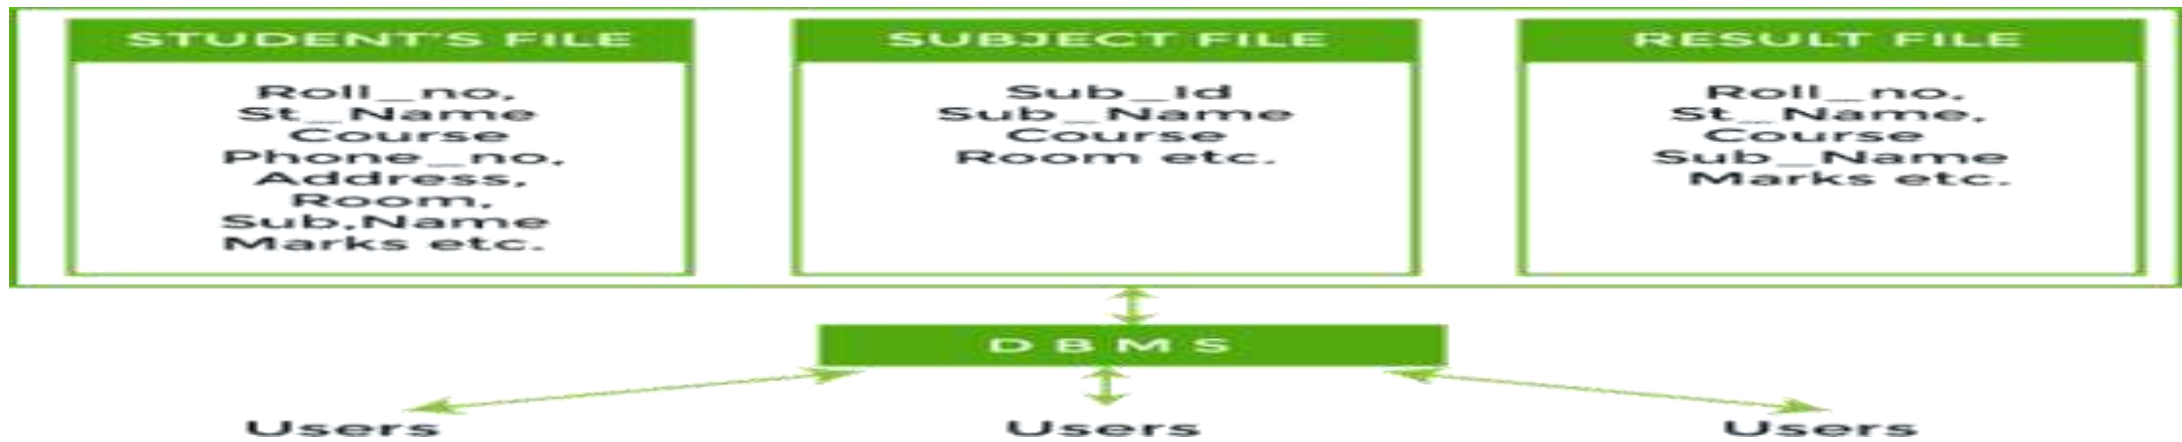 STUDENT'S FILE
Roll_no,
St_Name
Course
Phone_no,
Address,
Room,
Sub,Name
Marks etc.
SUBJECT FILE
Sub_Id
Sub_Name
Course
Room etc.
RESULT FILE
Roll_no,
St_Name,
Course
Sub_Name
Marks etc.
DBMS
Users
Users
Users